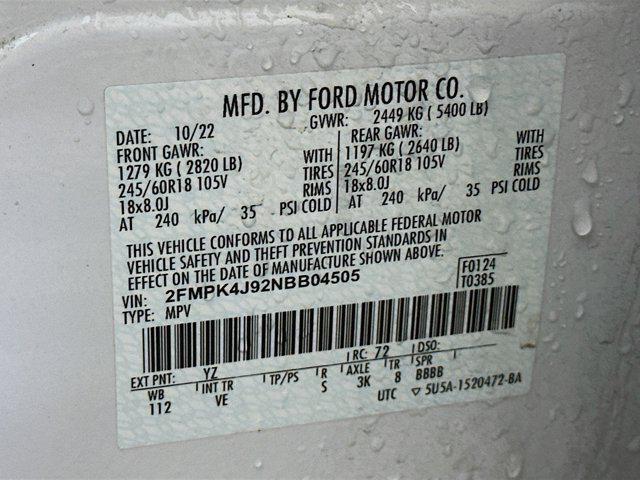 MFD. BY FORD MOTOR CO.
DATE: 10/22 GVWR: 2449 KG ( 5400 LB)
FRONT GAWR: REAR GAWR:
1279 KG ( 2820 LB) WITH 1197 KG ( 2640 LB) WITH
245/60R18 105V TIRES 245/60R18 105V TIRES
18x8.0J RIMS 18x8.0J RIMS
AT 240 kPa/ 35 PSI COLD AT 240 kPa/ 35 PSI COLD
THIS VEHICLE CONFORMS TO ALL APPLICABLE FEDERAL MOTOR
VEHICLE SAFETY AND THEFT PREVENTION STANDARDS IN
EFFECT ON THE DATE OF MANUFACTURE SHOWN ABOVE.
VIN: 2FMPK4J92NBB04505 F0124
TYPE: MPV T0385
EXT PNT: YZ RC: 72 DSO:
WB INT TR TP/PS R AXLE TR SPR
112 VE S 3K 8 BBBB
UTC ▽ 5U5A-1520472-BA